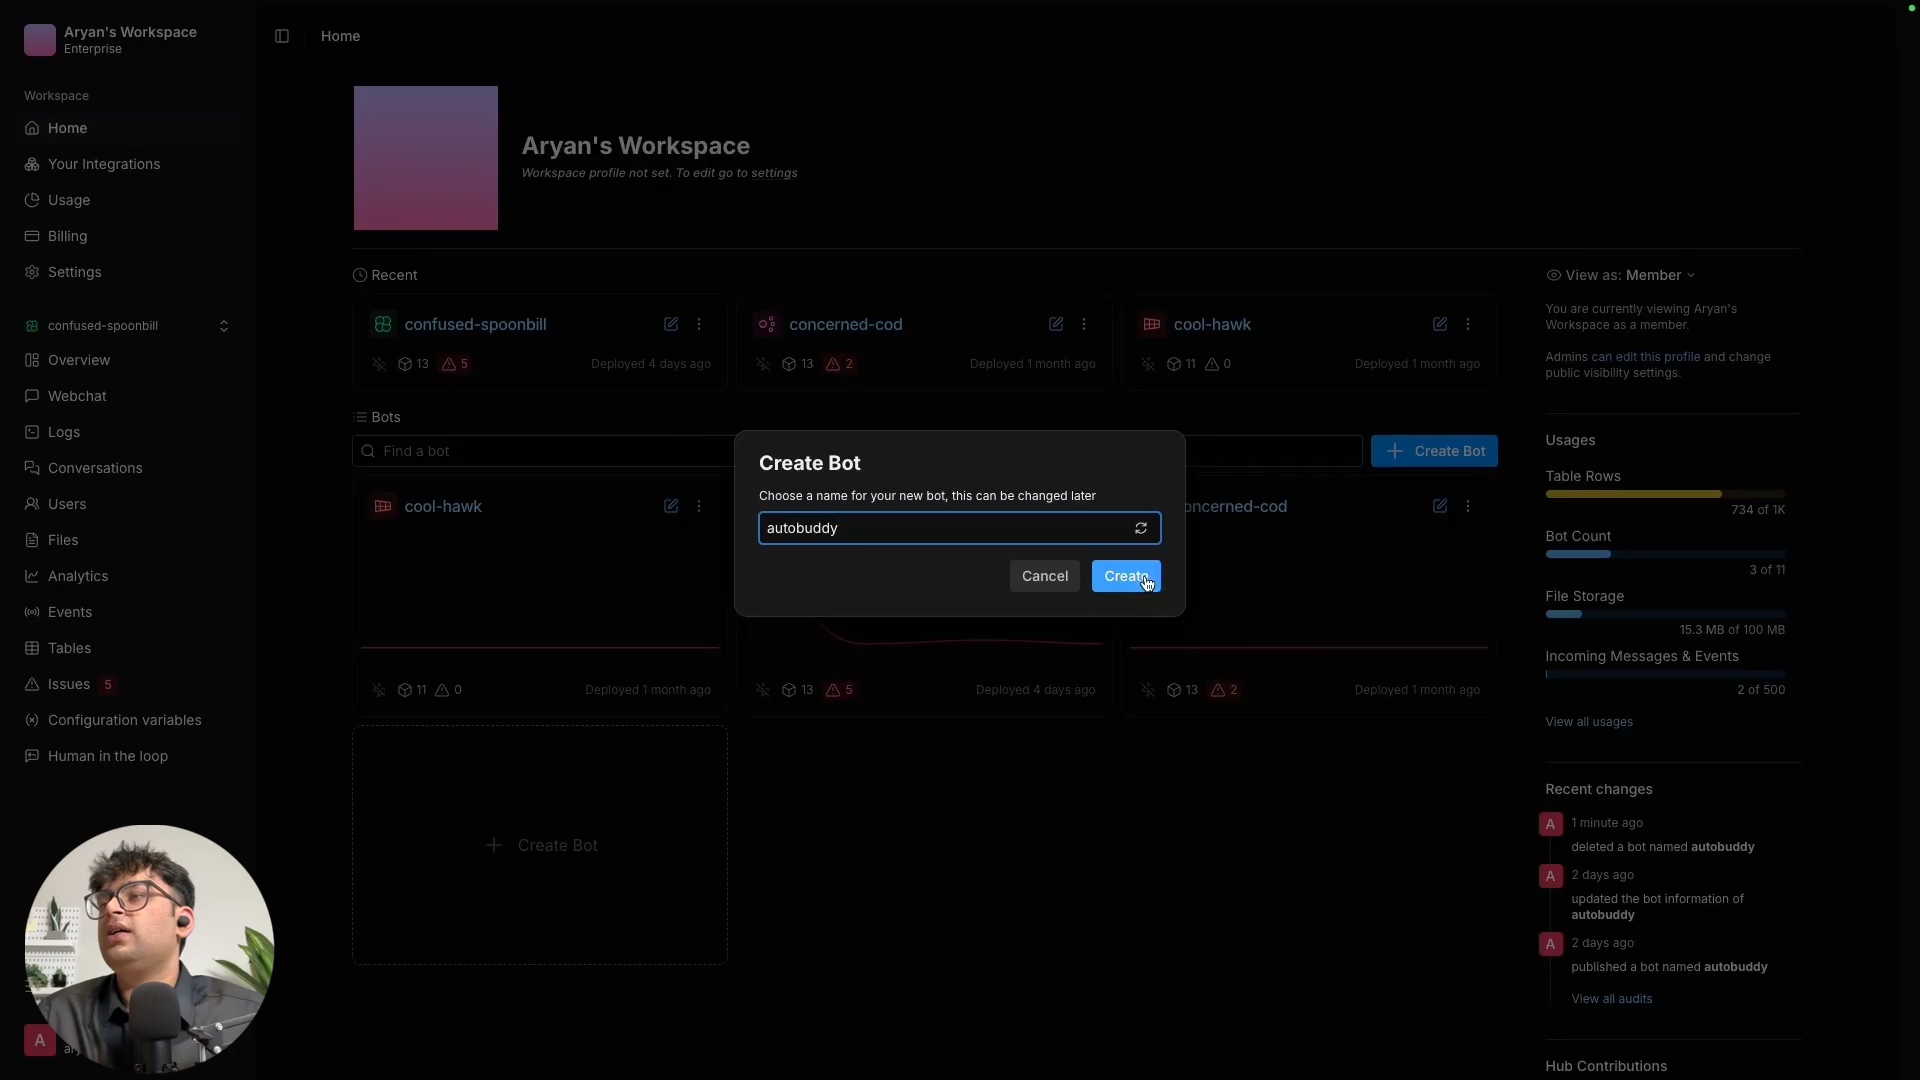 Aryan's Workspace
Enterprise
Workspace
Home
Your Integrations
Usage
Billing
Settings
confused-spoonbill
Overview
Webchat
Logs
Conversations
Users
Files
Analytics
Events
Tables
Issues 5
Configuration variables
Human in the loop
A
Home
Aryan's Workspace
Workspace profile not set. To edit go to settings
Recent
confused-spoonbill
13 5 Deployed 4 days ago
concerned-cod
13 2 Deployed 1 month ago
cool-hawk
11 0 Deployed 1 month ago
Bots
Find a bot
Create Bot
cool-hawk
11 0 Deployed 1 month ago
13 5 Deployed 4 days ago
oncerned-cod
13 2 Deployed 1 month ago
Create Bot
Create Bot
Choose a name for your new bot, this can be changed later
autobuddy
Cancel
Create
View as: Member
You are currently viewing Aryan's
Workspace as a member.
Admins can edit this profile and change
public visibility settings.
Usages
Table Rows
734 of 1K
Bot Count
3 of 11
File Storage
15.3 MB of 100 MB
Incoming Messages & Events
2 of 500
View all usages
Recent changes
A 1 minute ago
deleted a bot named autobuddy
A 2 days ago
updated the bot information of
autobuddy
A 2 days ago
published a bot named autobuddy
View all audits
Hub Contributions